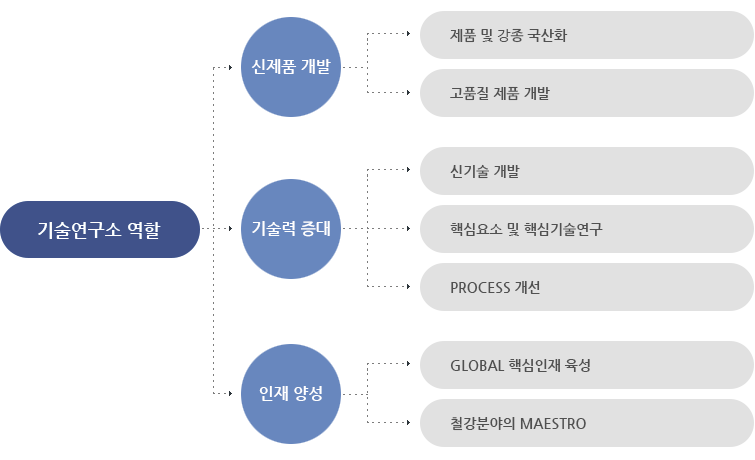 기술연구소 역할
신제품 개발
제품 및 강종 국산화
고품질 제품 개발
기술력 증대
신기술 개발
핵심요소 및 핵심기술연구
PROCESS 개선
인재 양성
GLOBAL 핵심인재 육성
철강분야의 MAESTRO